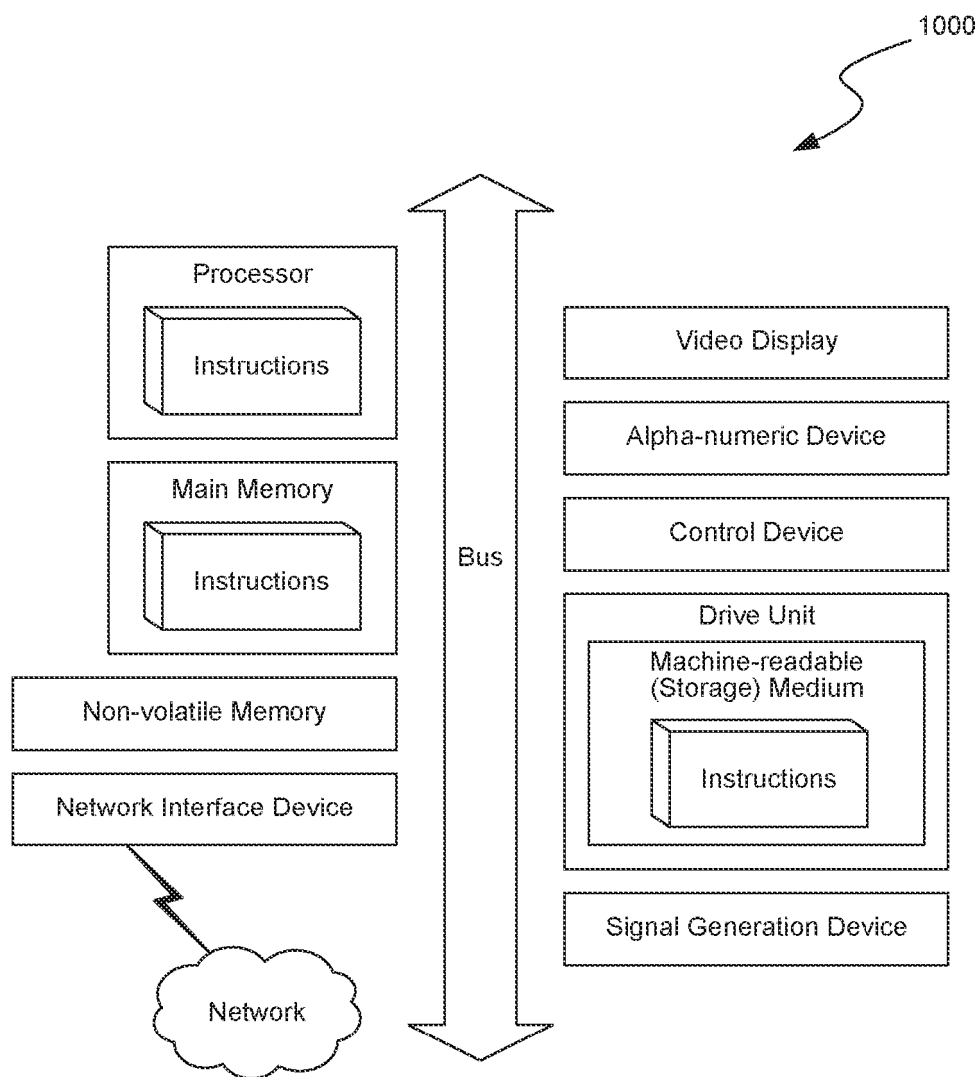 1000
Processor
Instructions
Main Memory
Instructions
Non-volatile Memory
Network Interface Device
Network
Bus
Video Display
Alpha-numeric Device
Control Device
Drive Unit
Machine-readable
(Storage) Medium
Instructions
Signal Generation Device